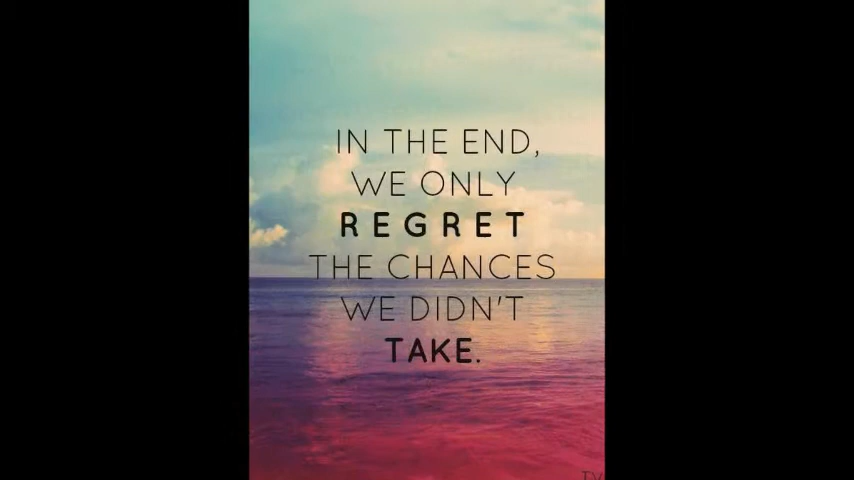 IN THE END,
WE ONLY
REGRET
THE CHANCES
WE DIDN'T
TAKE.